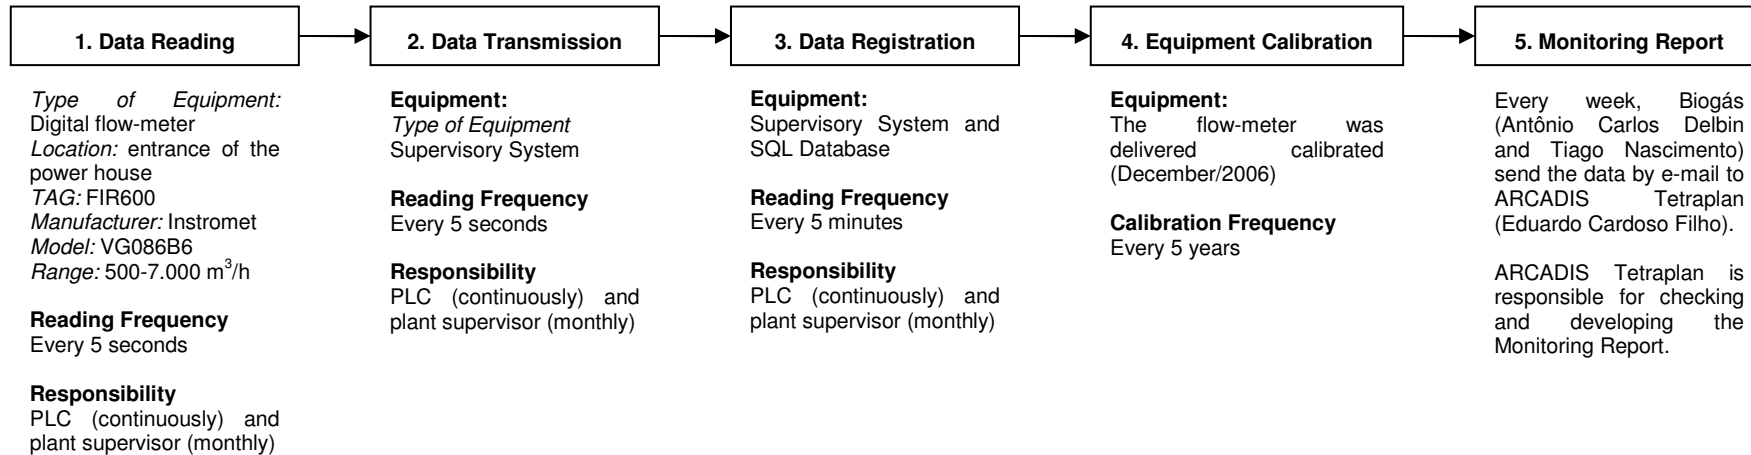 1. Data Reading
2. Data Transmission
3. Data Registration
4. Equipment Calibration
5. Monitoring Report
Type of Equipment:
Digital flow-meter
Location: entrance of the
power house
TAG: FIR600
Manufacturer: Instromet
Model: VG086B6
Range: 500-7.000 m³/h
Reading Frequency
Every 5 seconds
Responsibility
PLC (continuously) and
plant supervisor (monthly)
Equipment:
Type of Equipment
Supervisory System
Reading Frequency
Every 5 seconds
Responsibility
PLC (continuously) and
plant supervisor (monthly)
Equipment:
Supervisory System and
SQL Database
Reading Frequency
Every 5 minutes
Responsibility
PLC (continuously) and
plant supervisor (monthly)
Equipment:
The flow-meter was
delivered calibrated
(December/2006)
Calibration Frequency
Every 5 years
Every week, Biogás
(Antônio Carlos Delbin
and Tiago Nascimento)
send the data by e-mail to
ARCADIS Tetraplan
(Eduardo Cardoso Filho).
ARCADIS Tetraplan is
responsible for checking
and developing the
Monitoring Report.